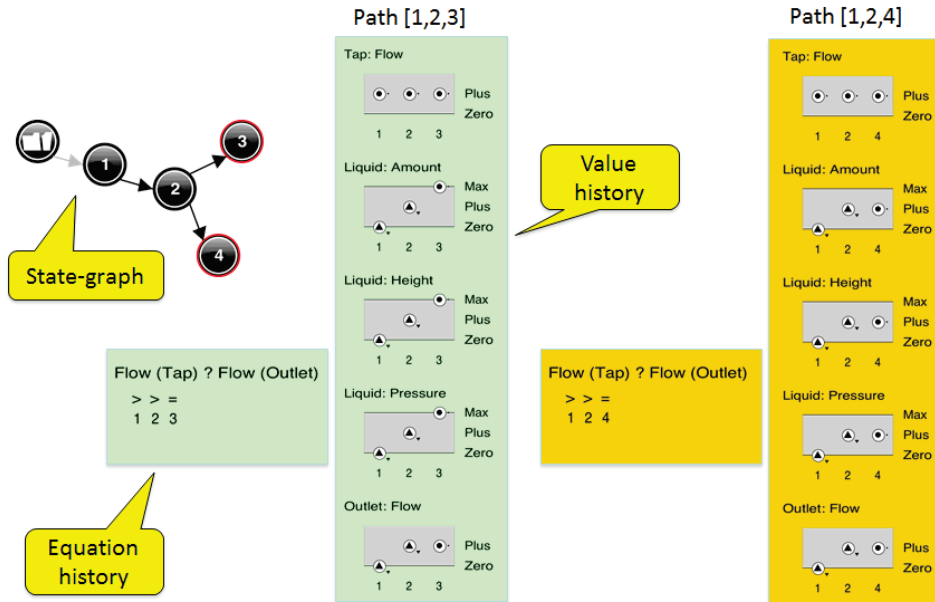 Path [1,2,3]
Path [1,2,4]
1
2
3
4
State-graph
Value
history
Flow (Tap) ? Flow (Outlet)
> > =
1 2 3
Equation
history
Tap: Flow
Plus
Zero
1 2 3
Liquid: Amount
Max
Plus
Zero
1 2 3
Liquid: Height
Max
Plus
Zero
1 2 3
Liquid: Pressure
Max
Plus
Zero
1 2 3
Outlet: Flow
Plus
Zero
1 2 3
Flow (Tap) ? Flow (Outlet)
> > =
1 2 4
Tap: Flow
Plus
Zero
1 2 4
Liquid: Amount
Max
Plus
Zero
1 2 4
Liquid: Height
Max
Plus
Zero
1 2 4
Liquid: Pressure
Max
Plus
Zero
1 2 4
Outlet: Flow
Plus
Zero
1 2 4